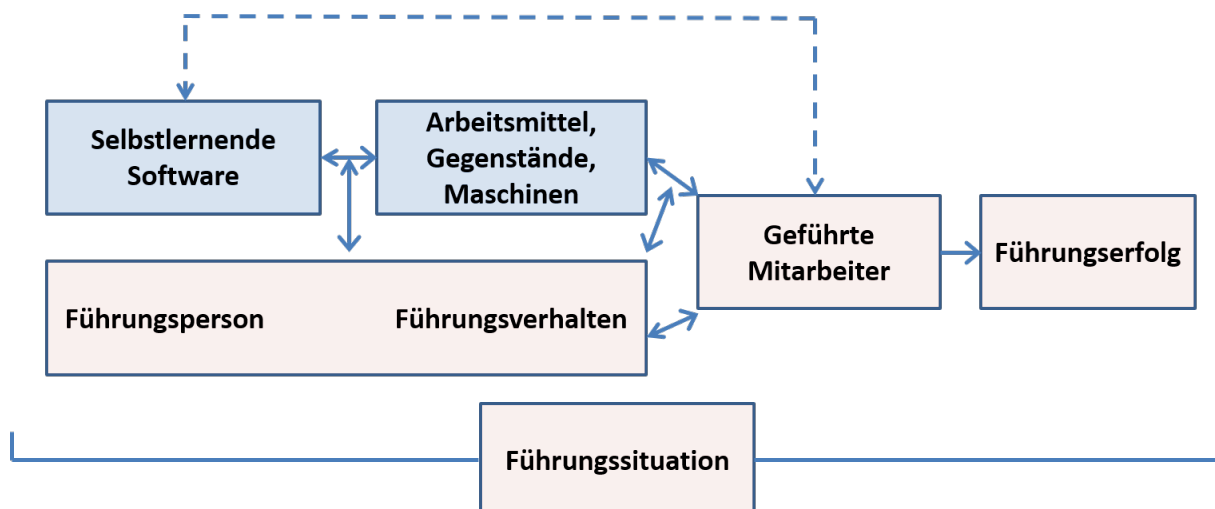 Selbstlernende
Software
Arbeitsmittel,
Gegenstände,
Maschinen
Geführte
Mitarbeiter
Führungserfolg
Führungsperson
Führungsverhalten
Führungssituation